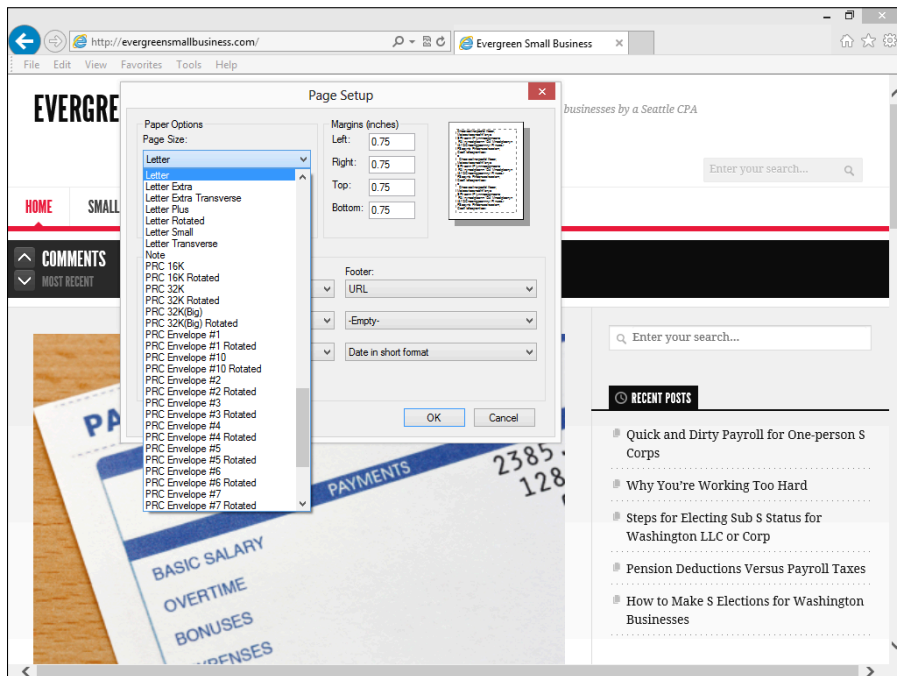 http://evergreensmallbusiness.com/
Evergreen Small Business
File Edit View Favorites Tools Help
EVERGRE
businesses by a Seattle CPA
Enter your search...
HOME SMALL
COMMENTS
MOST RECENT
Page Setup
Paper Options
Page Size:
Letter
Letter
Letter Extra
Letter Extra Transverse
Letter Plus
Letter Rotated
Letter Small
Letter Transverse
Note
PRC 16K
PRC 16K Rotated
PRC 32K
PRC 32K Rotated
PRC 32K(Big)
PRC 32K(Big) Rotated
PRC Envelope #1
PRC Envelope #1 Rotated
PRC Envelope #10
PRC Envelope #10 Rotated
PRC Envelope #2
PRC Envelope #2 Rotated
PRC Envelope #3
PRC Envelope #3 Rotated
PRC Envelope #4
PRC Envelope #4 Rotated
PRC Envelope #5
PRC Envelope #5 Rotated
PRC Envelope #6
PRC Envelope #6 Rotated
PRC Envelope #7
PRC Envelope #7 Rotated
Margins (inches)
Left: 0.75
Right: 0.75
Top: 0.75
Bottom: 0.75
Footer:
URL
-Empty-
Date in short format
OK Cancel
PA
PAYMENTS
2385.
128
BASIC SALARY
OVERTIME
BONUSES
Enter your search...
RECENT POSTS
Quick and Dirty Payroll for One-person S
Corps
Why You're Working Too Hard
Steps for Electing Sub S Status for
Washington LLC or Corp
Pension Deductions Versus Payroll Taxes
How to Make S Elections for Washington
Businesses